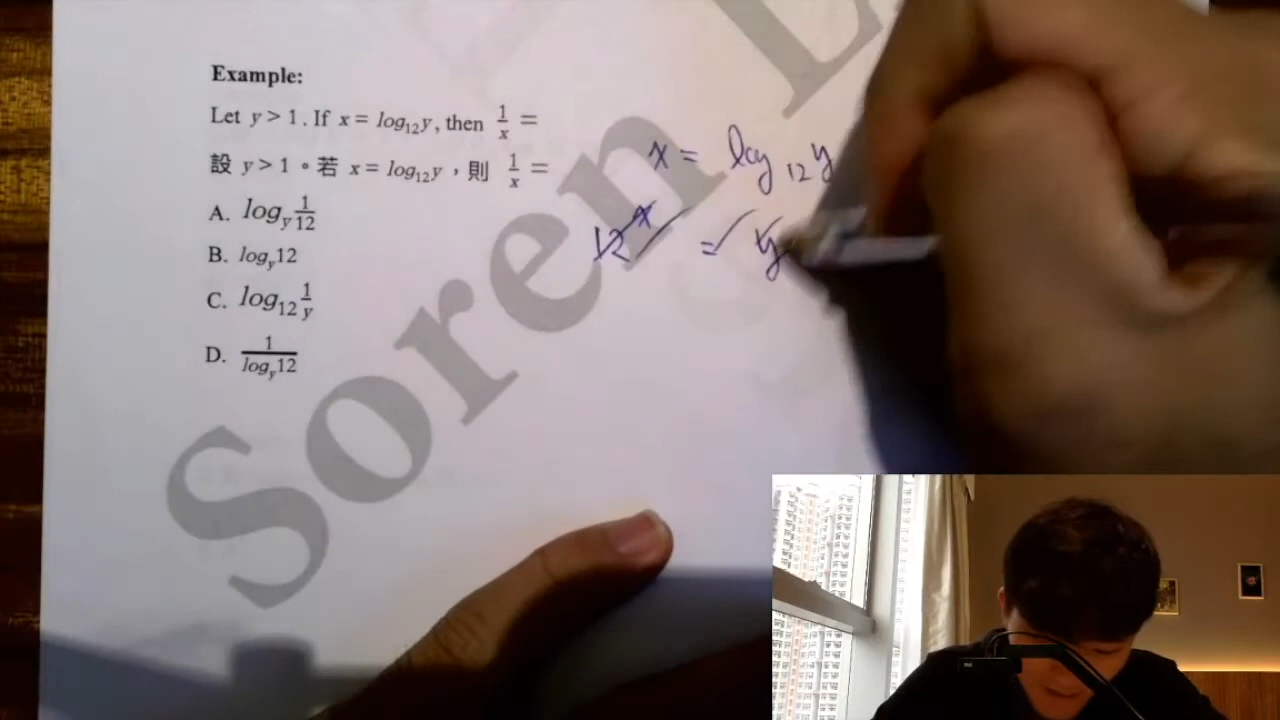 Example:
Let y > 1 . If x = log₁₂y , then 1/x =
設 y > 1 。若 x = log₁₂y ，則 1/x =
A. log_y 1/12
B. log_y 12
C. log₁₂ 1/y
D. 1/log_y 12
x = log ₁₂ y
12^x = y
Soren
L